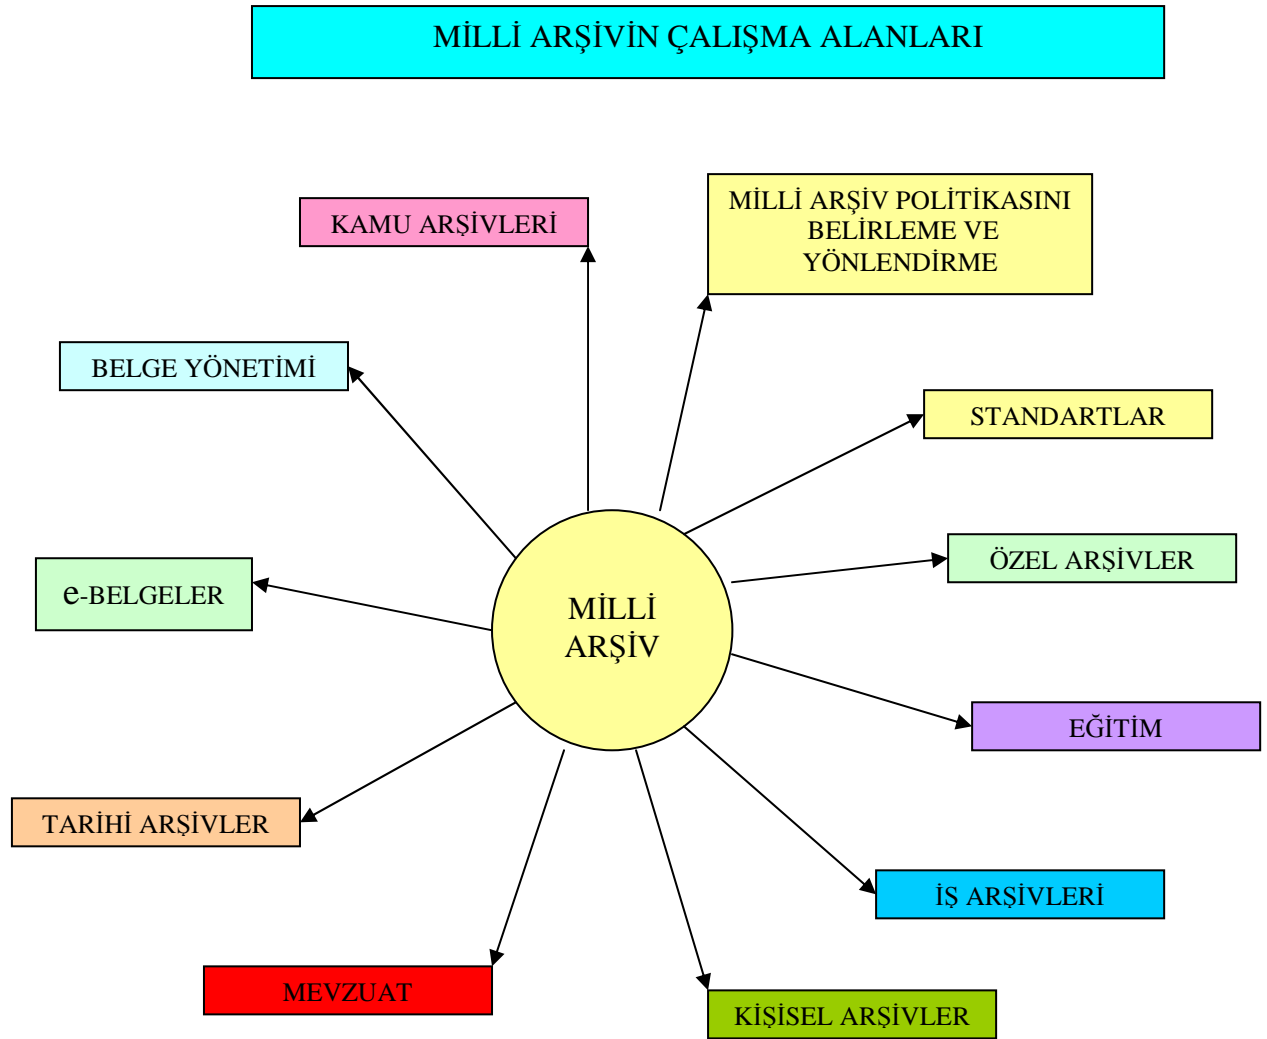 MİLLİ ARŞİVİN ÇALIŞMA ALANLARI
MİLLİ ARŞİV POLİTİKASINI
BELİRLEME VE
YÖNLENDİRME
KAMU ARŞİVLERİ
BELGE YÖNETİMİ
STANDARTLAR
ÖZEL ARŞİVLER
e-BELGELER
MİLLİ
ARŞİV
EĞİTİM
TARİHİ ARŞİVLER
İŞ ARŞİVLERİ
MEVZUAT
KİŞİSEL ARŞİVLER